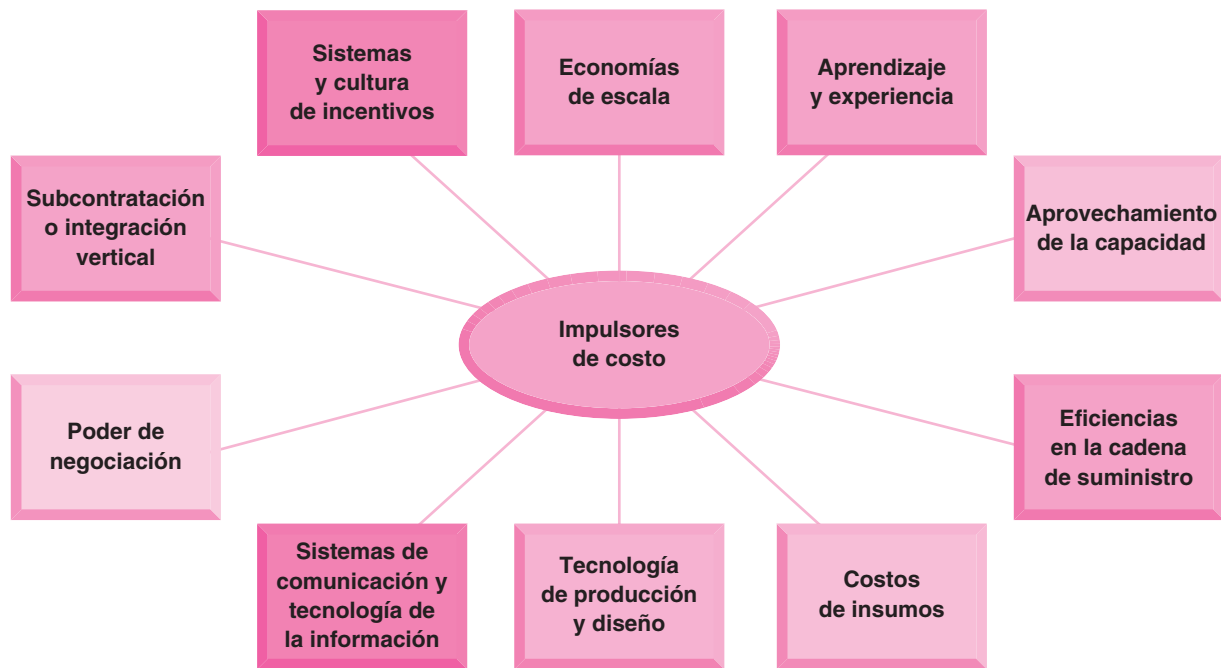 Sistemas
y cultura
de incentivos
Economías
de escala
Aprendizaje
y experiencia
Subcontratación
o integración
vertical
Aprovechamiento
de la capacidad
Impulsores
de costo
Poder de
negociación
Eficiencias
en la cadena
de suministro
Sistemas de
comunicación y
tecnología de
la información
Tecnología
de producción
y diseño
Costos
de insumos